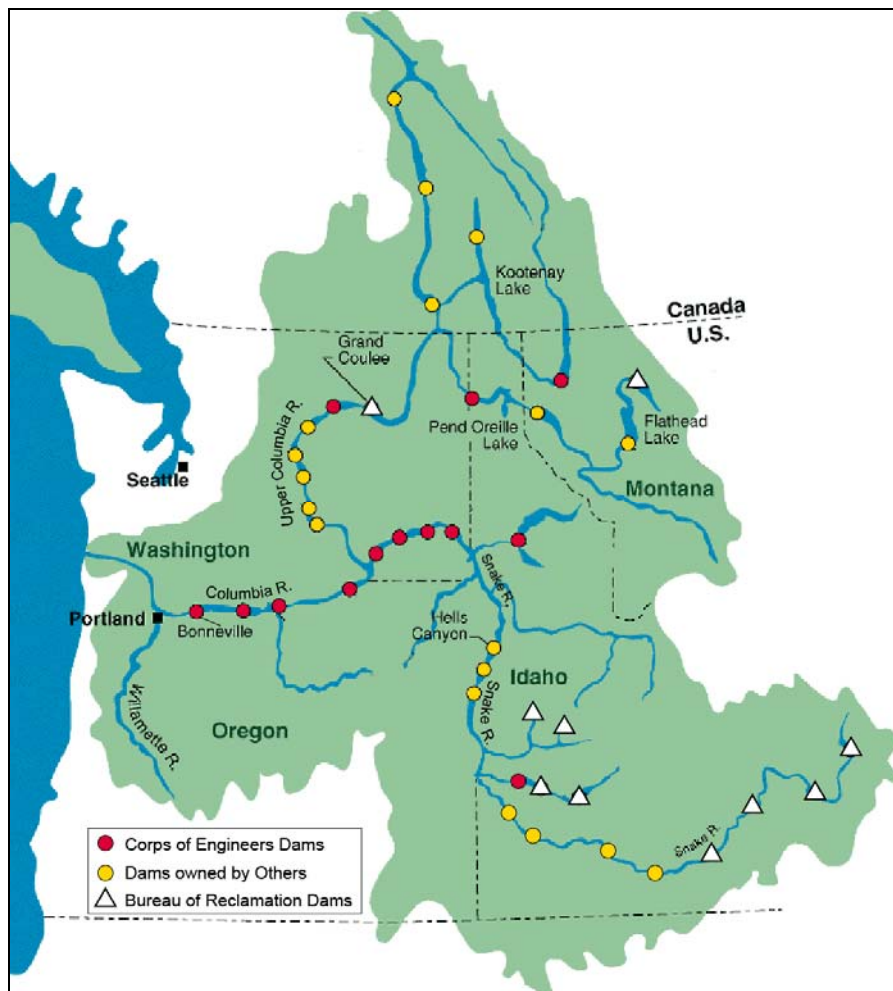 Kootenay
Lake
Canada
U.S.
Grand
Coulee
Upper Columbia R.
Pend Oreille
Lake
Flathead
Lake
Seattle
Montana
Washington
Columbia R.
Snake R.
Portland
Bonneville
Hells
Canyon
Willamette R.
Oregon
Snake R.
Idaho
Snake R.
Corps of Engineers Dams
Dams owned by Others
Bureau of Reclamation Dams